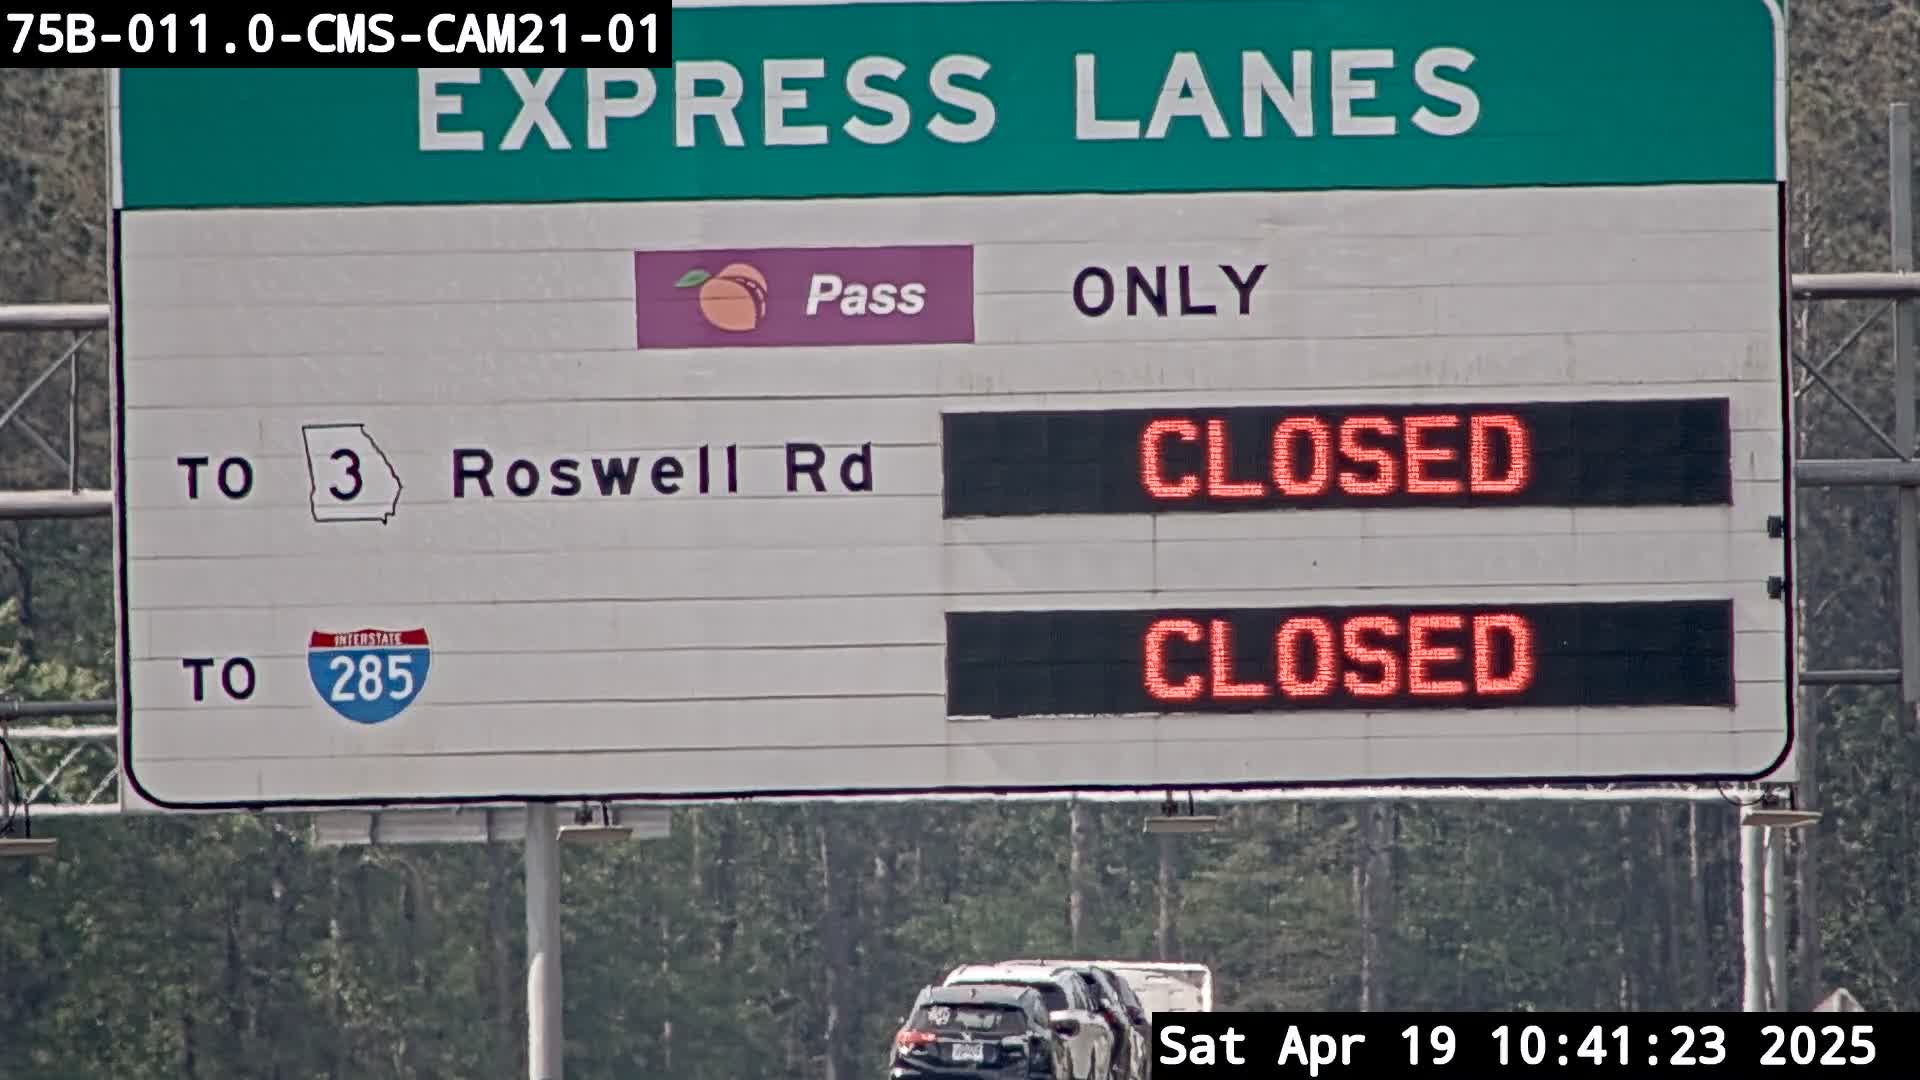 75B-011.0-CMS-CAM21-01
EXPRESS LANES
Pass ONLY
TO 3 Roswell Rd CLOSED
TO INTERSTATE 285 CLOSED
Sat Apr 19 10:41:23 2025